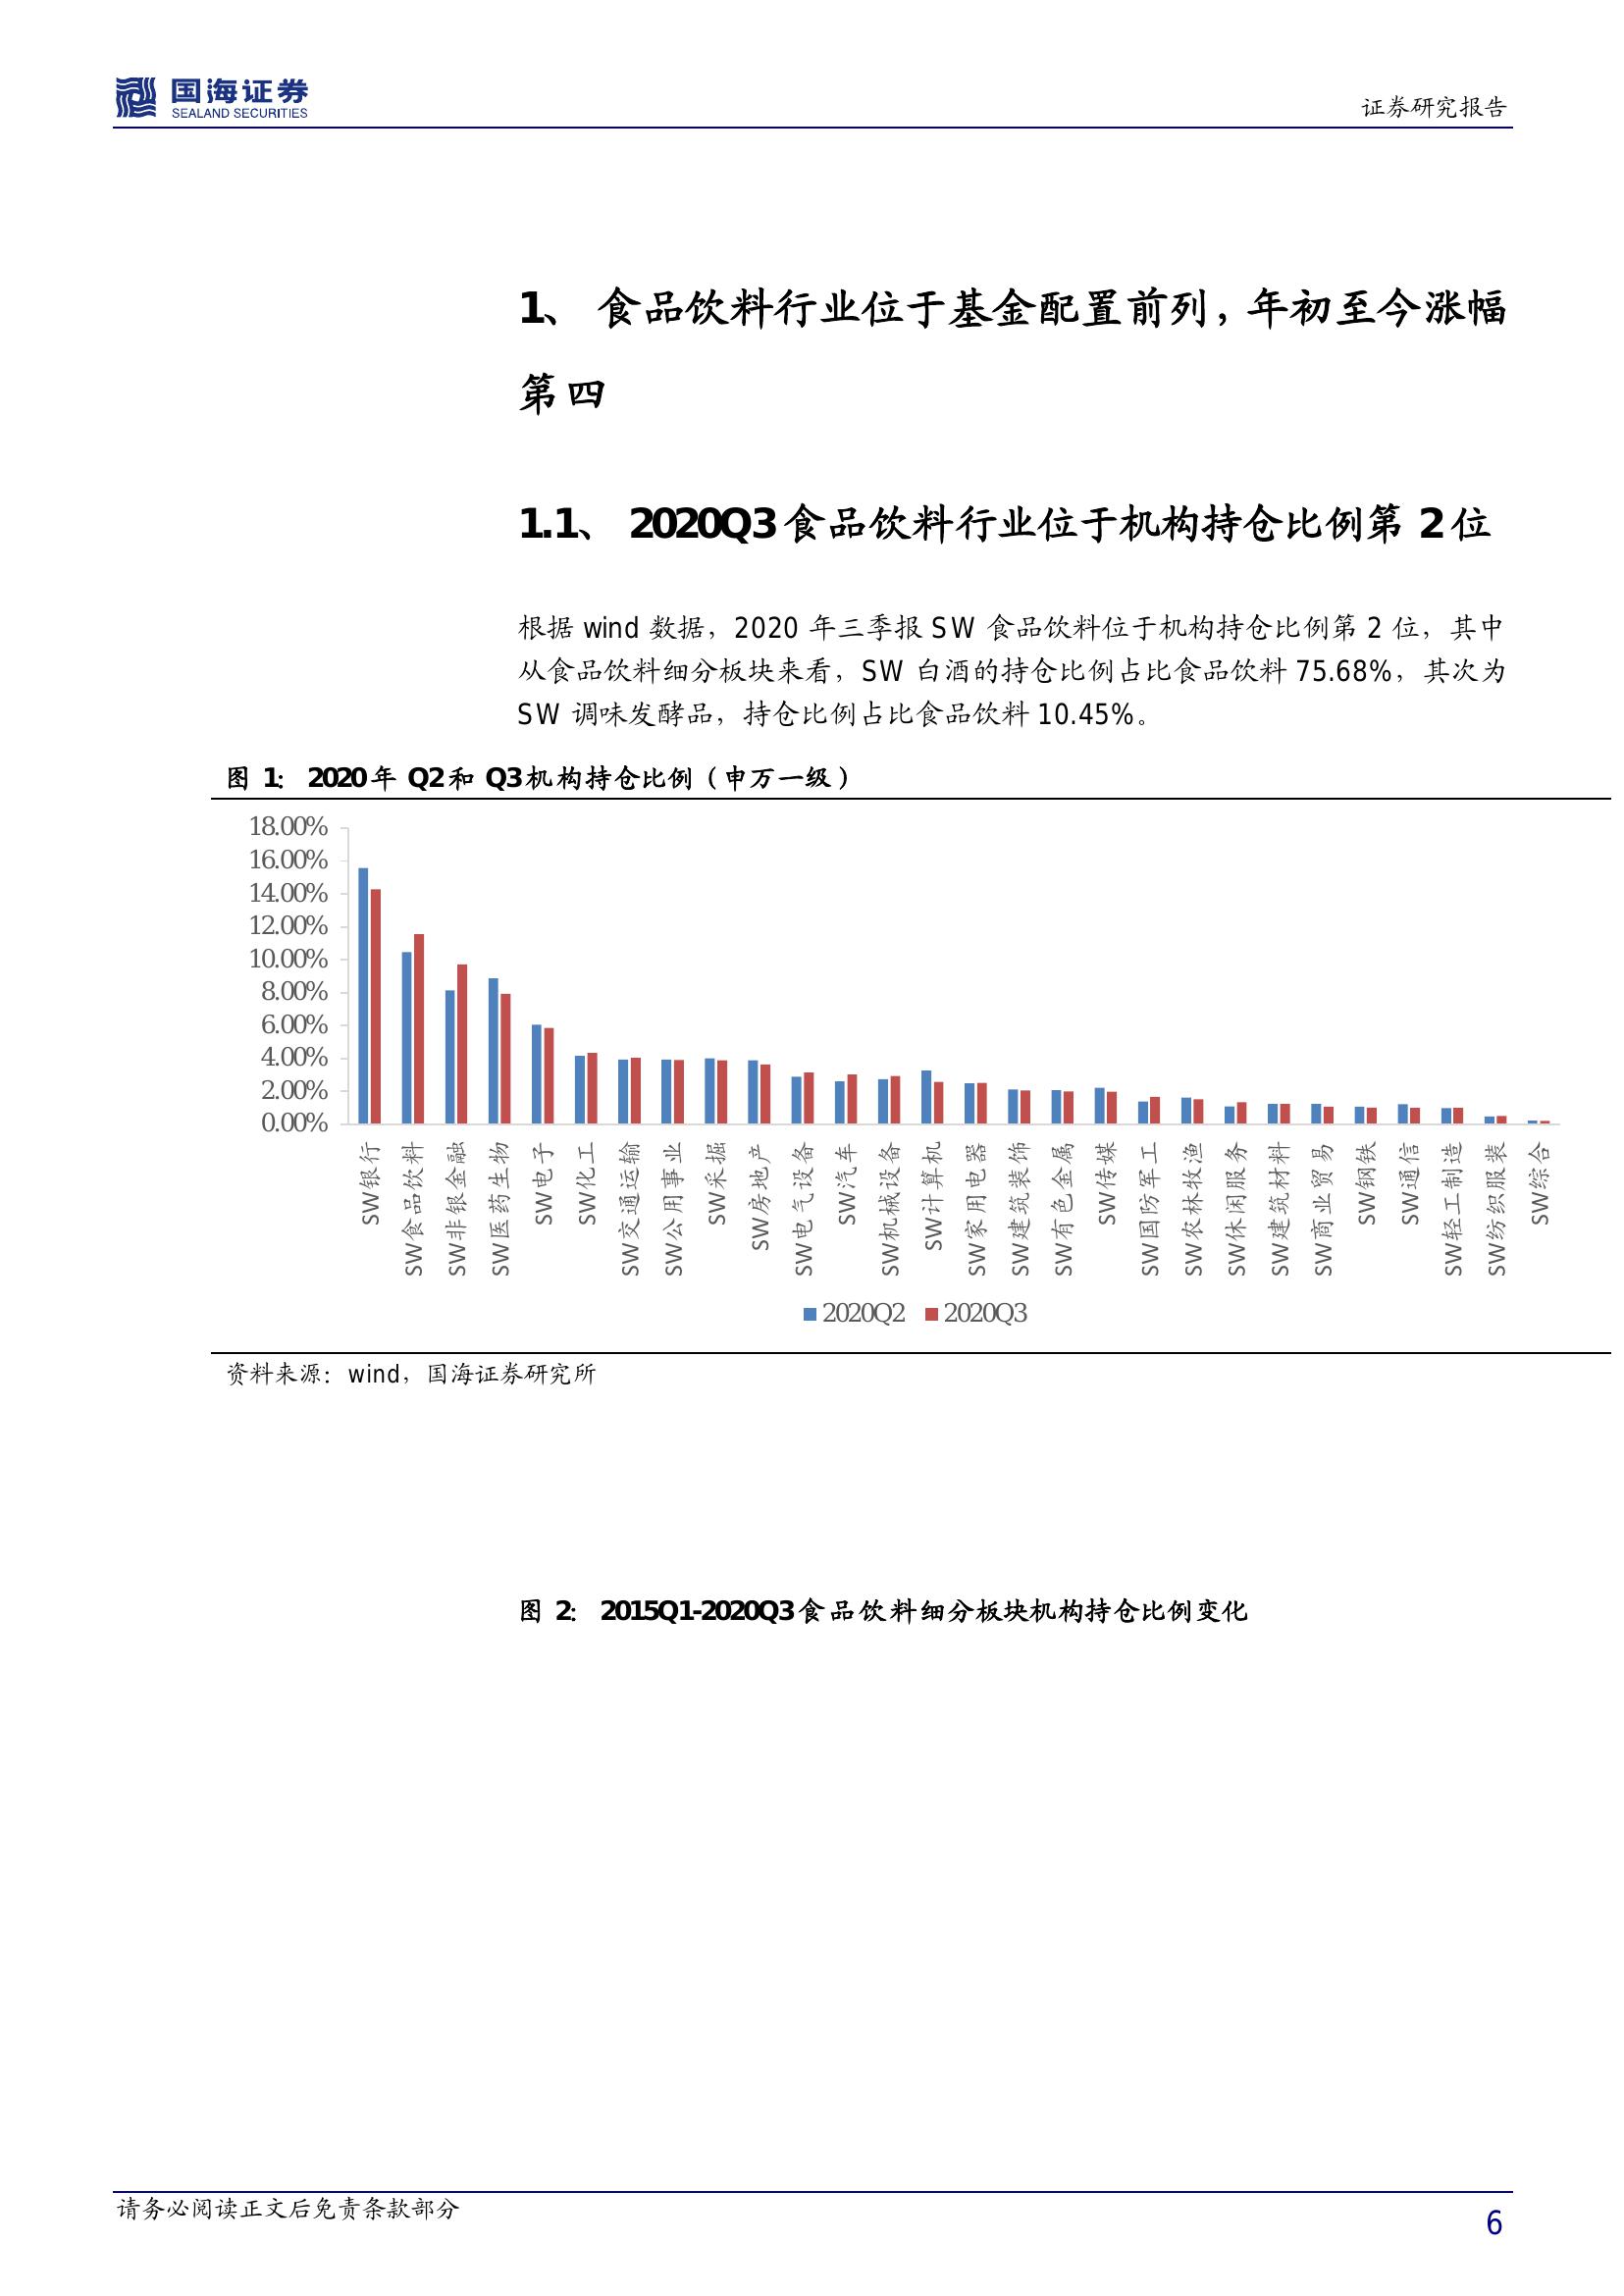 国海证券
SEALAND SECURITIES
证券研究报告
1、 食品饮料行业位于基金配置前列，年初至今涨幅
第四
1.1、 2020Q3食品饮料行业位于机构持仓比例第 2位
根据 wind 数据，2020 年三季报 SW 食品饮料位于机构持仓比例第 2 位，其中
从食品饮料细分板块来看，SW 白酒的持仓比例占比食品饮料 75.68%，其次为
SW 调味发酵品，持仓比例占比食品饮料 10.45%。
图 1： 2020年 Q2和 Q3机构持仓比例（申万一级）
18.00%
16.00%
14.00%
12.00%
10.00%
8.00%
6.00%
4.00%
2.00%
0.00%
SW银行
SW食品饮料
SW非银金融
SW医药生物
SW电子
SW化工
SW交通运输
SW公用事业
SW采掘
SW房地产
SW电气设备
SW汽车
SW机械设备
SW计算机
SW家用电器
SW建筑装饰
SW有色金属
SW传媒
SW国防军工
SW农林牧渔
SW休闲服务
SW建筑材料
SW商业贸易
SW钢铁
SW通信
SW轻工制造
SW纺织服装
SW综合
2020Q2 2020Q3
资料来源：wind，国海证券研究所
图 2： 2015Q1-2020Q3食品饮料细分板块机构持仓比例变化
请务必阅读正文后免责条款部分
6